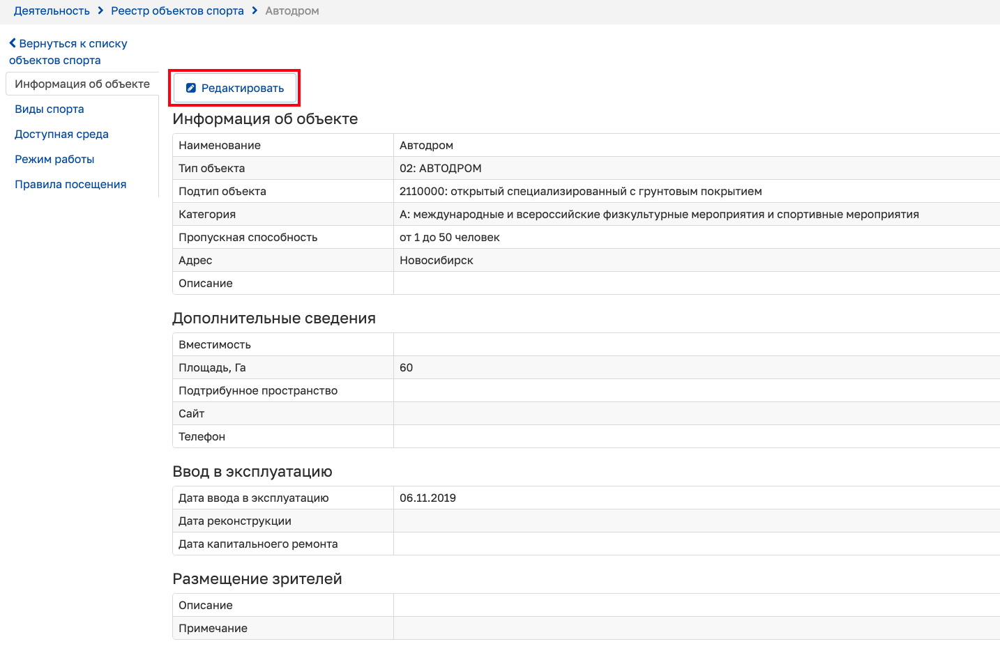 Деятельность > Реестр объектов спорта > Автодром
Вернуться к списку
объектов спорта
Информация об объекте
Виды спорта
Доступная среда
Режим работы
Правила посещения
Редактировать
Информация об объекте
Наименование Автодром
Тип объекта 02: АВТОДРОМ
Подтип объекта 2110000: открытый специализированный с грунтовым покрытием
Категория А: международные и всероссийские физкультурные мероприятия и спортивные мероприятия
Пропускная способность от 1 до 50 человек
Адрес Новосибирск
Описание
Дополнительные сведения
Вместимость
Площадь, Га 60
Подтрибунное пространство
Сайт
Телефон
Ввод в эксплуатацию
Дата ввода в эксплуатацию 06.11.2019
Дата реконструкции
Дата капитальноего ремонта
Размещение зрителей
Описание
Примечание